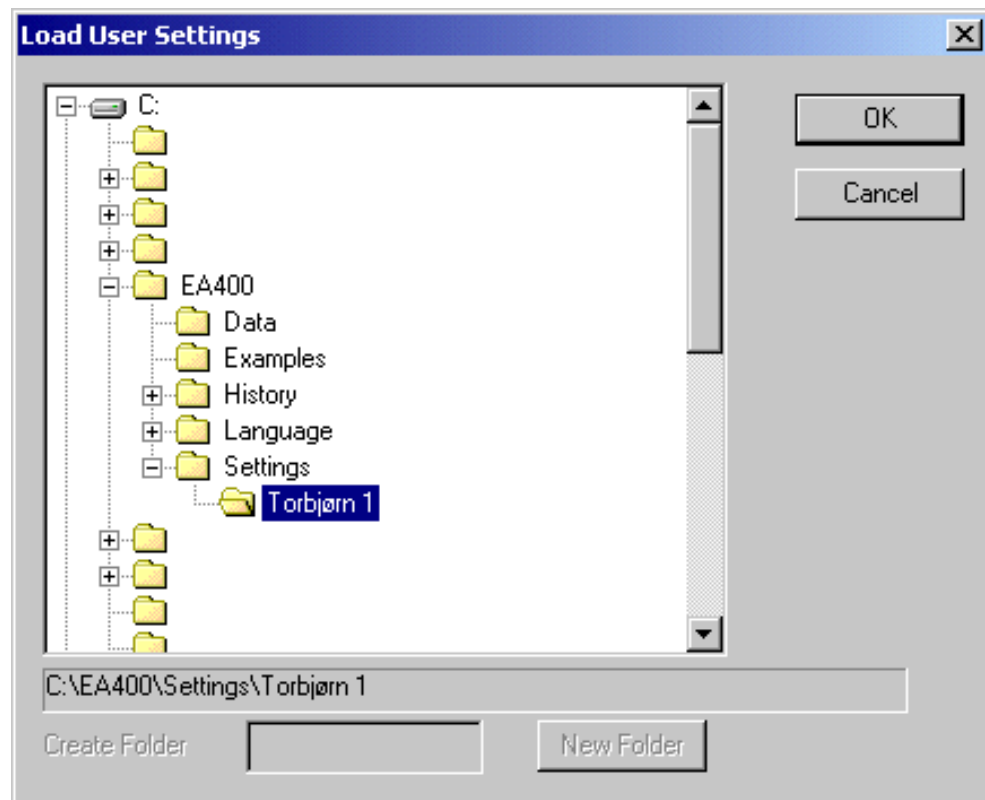 Load User Settings
C:
OK
Cancel
EA400
Data
Examples
History
Language
Settings
Torbjørn 1
C:\EA400\Settings\Torbjørn 1
Create Folder
New Folder